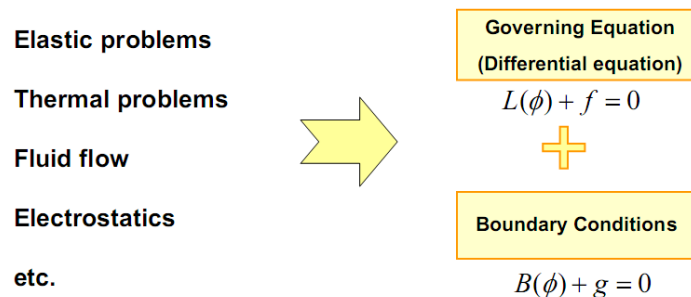 Elastic problems
Thermal problems
Fluid flow
Electrostatics
etc.
Governing Equation
(Differential equation)
L(ϕ) + f = 0
Boundary Conditions
B(ϕ) + g = 0